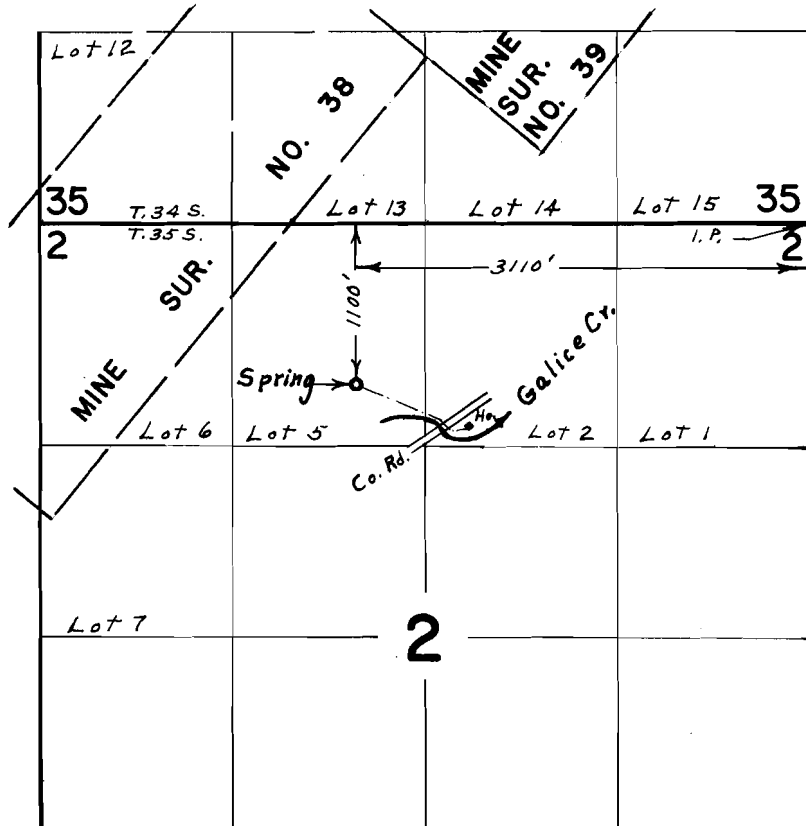 Lot 12
MINE
SUR.
NO. 39
NO. 38
35
T. 34 S.
Lot 13
Lot 14
Lot 15
35
2
T. 35 S.
I.P.
2
MINE SUR.
3110'
1100'
Spring
Galice Cr.
Lot 6
Lot 5
Co. Rd.
Lot 2
Lot 1
Lot 7
2